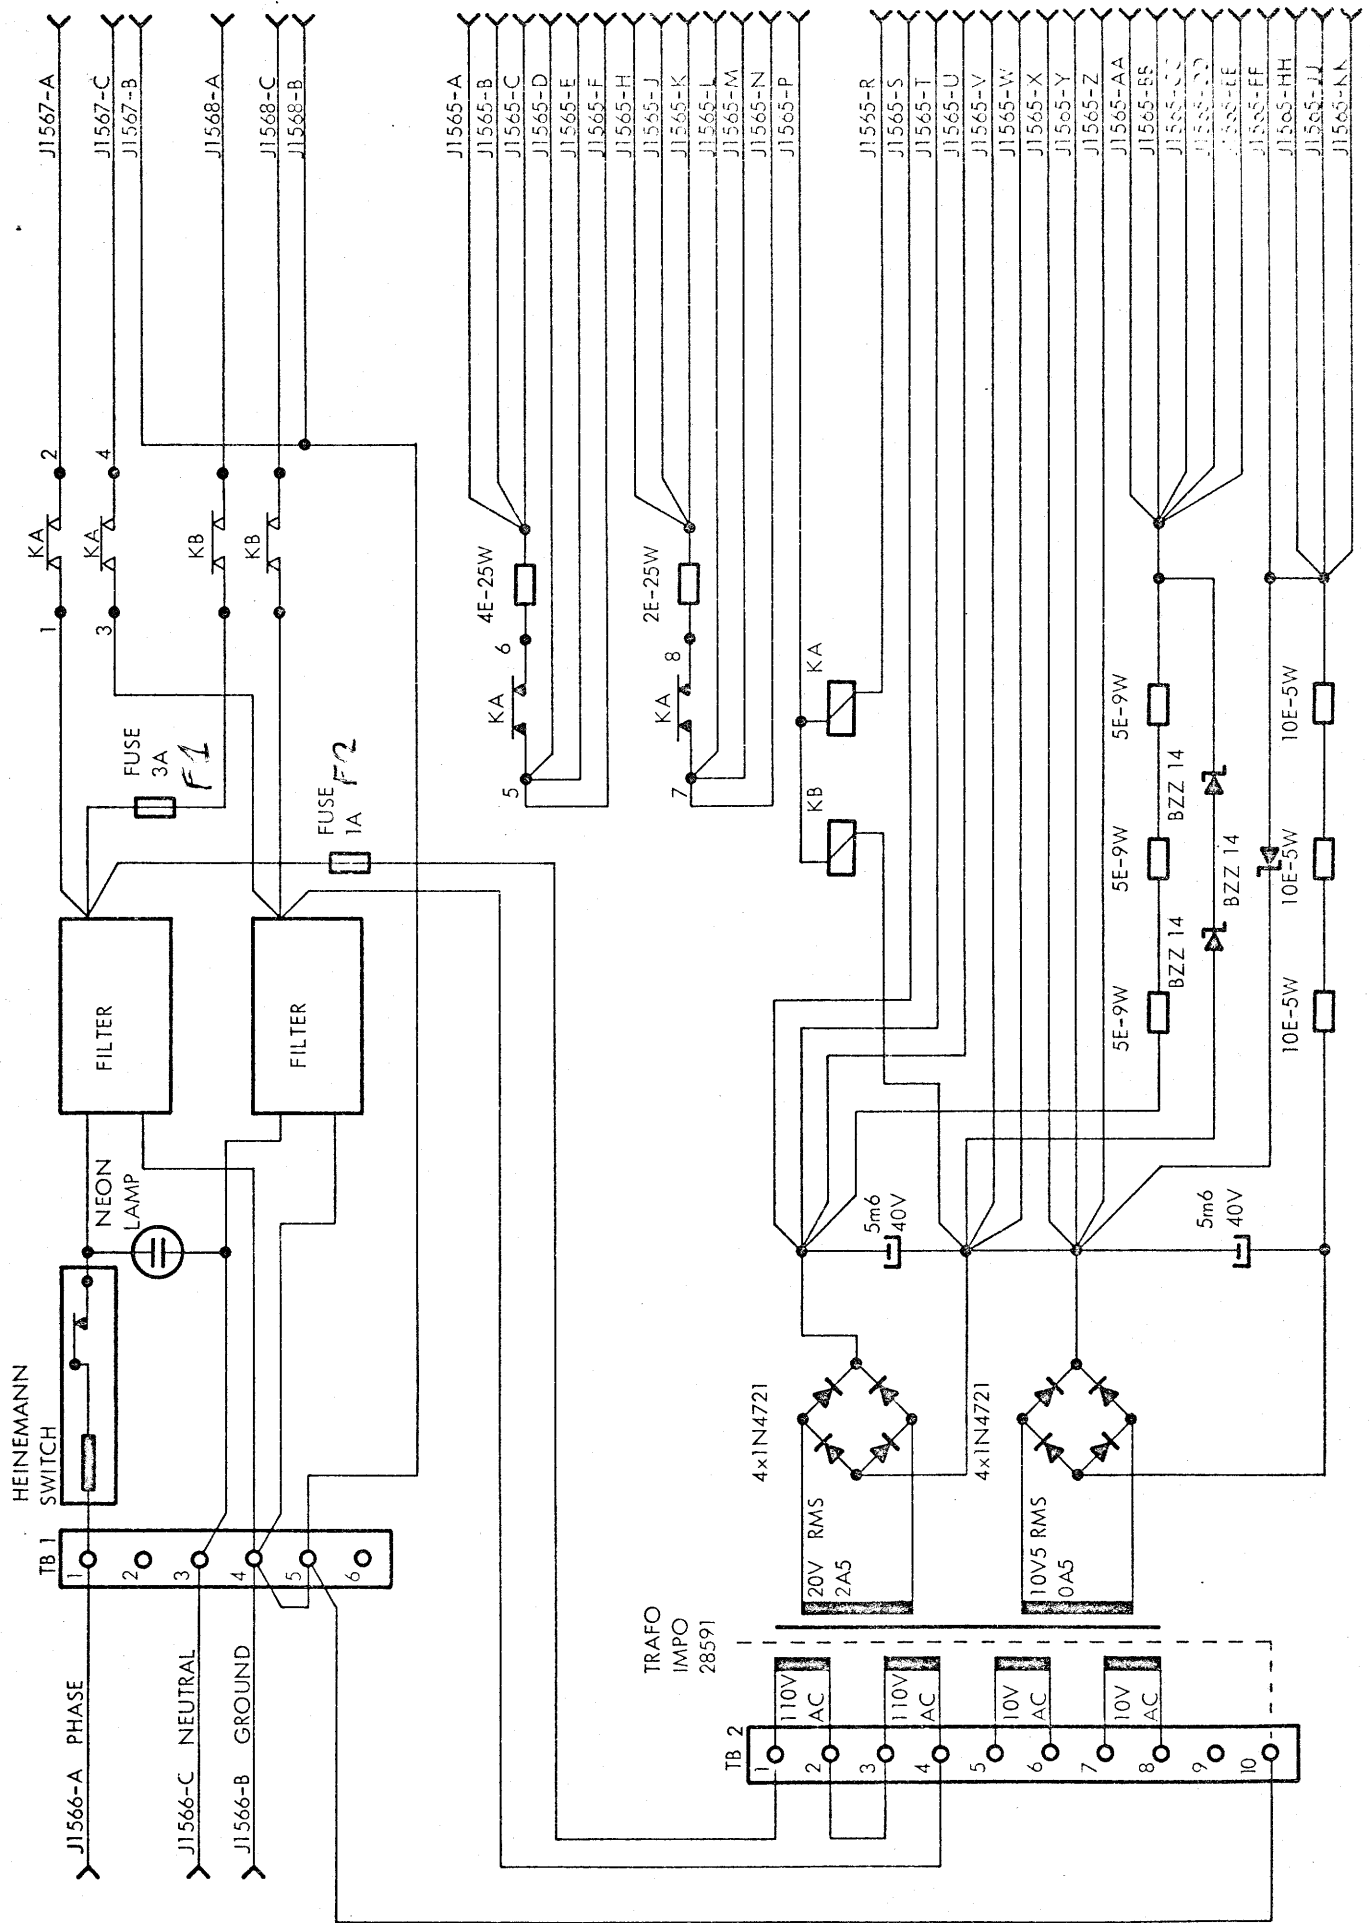 J1567-A
J1567-C
J1567-B
J1568-A
J1568-C
J1568-B
J1565-A
J1565-B
J1565-C
J1565-D
J1565-E
J1565-F
J1565-H
J1565-J
J1565-K
J1565-L
J1565-M
J1565-N
J1565-P
J1565-R
J1565-S
J1565-T
J1565-U
J1565-V
J1565-W
J1565-X
J1565-Y
J1565-Z
J1565-AA
J1565-BB
J1565-EE
J1565-FF
J1565-HH
J1565-JJ
J1565-KK
2
4
KA
KA
KB
KB
1
3
4E-25W
6
KA
5
2E-25W
8
KA
7
FUSE
3A
F1
FUSE
1A
F2
KA
KB
5E-9W
5E-9W
5E-9W
BZZ 14
BZZ 14
BZZ 14
10E-5W
10E-5W
10E-5W
FILTER
FILTER
NEON
LAMP
HEINEMANN
SWITCH
5m6
40V
5m6
40V
4x1N4721
4x1N4721
20V RMS
2A5
10V5 RMS
0A5
TB 1
1
2
3
4
5
6
TRAFO
IMPO
28591
110V
AC
110V
AC
10V
AC
10V
AC
TB 2
1
2
3
4
5
6
7
8
9
10
J1566-A PHASE
J1566-C NEUTRAL
J1566-B GROUND